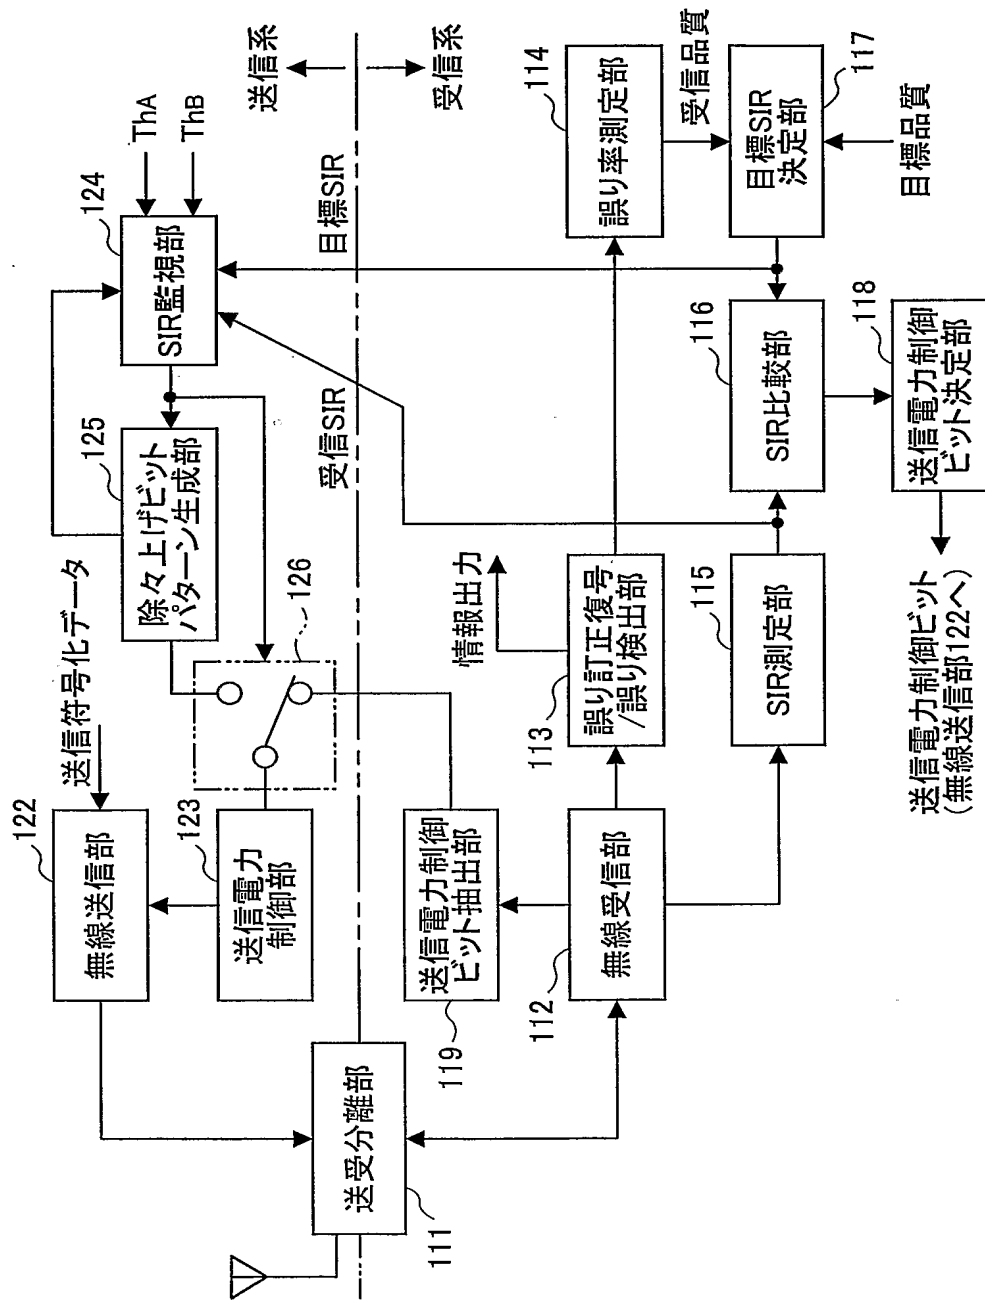 122
無線送信部
送信符号化データ
125
除々上げビット
パターン生成部
124
SIR監視部
ThA
ThB
123
送信電力
制御部
126
送信系
受信系
111
送受分離部
受信SIR
目標SIR
119
送信電力制御
ビット抽出部
情報出力
112
無線受信部
113
誤り訂正復号
/誤り検出部
114
誤り率測定部
受信品質
115
SIR測定部
116
SIR比較部
117
目標SIR
決定部
目標品質
118
送信電力制御
ビット決定部
送信電力制御ビット
(無線送信部122へ)